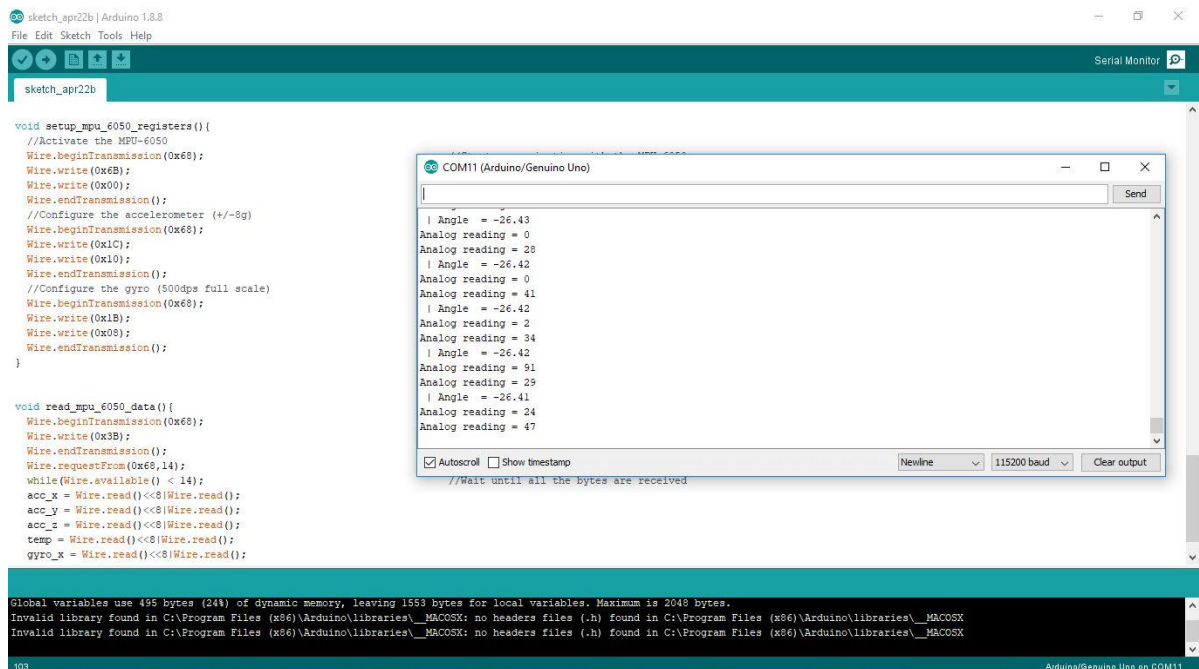 sketch_apr22b | Arduino 1.8.8
File Edit Sketch Tools Help
Serial Monitor
sketch_apr22b
void setup_mpu_6050_registers(){
//Activate the MPU-6050
Wire.beginTransmission(0x68);
Wire.write(0x6B);
Wire.write(0x00);
Wire.endTransmission();
//Configure the accelerometer (+/-8g)
Wire.beginTransmission(0x68);
Wire.write(0x1C);
Wire.write(0x10);
Wire.endTransmission();
//Configure the gyro (500dps full scale)
Wire.beginTransmission(0x68);
Wire.write(0x1B);
Wire.write(0x08);
Wire.endTransmission();
}
void read_mpu_6050_data(){
Wire.beginTransmission(0x68);
Wire.write(0x3B);
Wire.endTransmission();
Wire.requestFrom(0x68,14);
while(Wire.available() < 14); //Wait until all the bytes are received
acc_x = Wire.read()<<8|Wire.read();
acc_y = Wire.read()<<8|Wire.read();
acc_z = Wire.read()<<8|Wire.read();
temp = Wire.read()<<8|Wire.read();
gyro_x = Wire.read()<<8|Wire.read();
COM11 (Arduino/Genuino Uno)
Send
| Angle = -26.43
Analog reading = 0
Analog reading = 28
| Angle = -26.42
Analog reading = 0
Analog reading = 41
| Angle = -26.42
Analog reading = 2
Analog reading = 34
| Angle = -26.42
Analog reading = 91
Analog reading = 29
| Angle = -26.41
Analog reading = 24
Analog reading = 47
Autoscroll Show timestamp Newline 115200 baud Clear output
Global variables use 495 bytes (24%) of dynamic memory, leaving 1553 bytes for local variables. Maximum is 2048 bytes.
Invalid library found in C:\Program Files (x86)\Arduino\libraries\__MACOSX: no headers files (.h) found in C:\Program Files (x86)\Arduino\libraries\__MACOSX
Invalid library found in C:\Program Files (x86)\Arduino\libraries\__MACOSX: no headers files (.h) found in C:\Program Files (x86)\Arduino\libraries\__MACOSX
103 Arduino/Genuino Uno on COM11